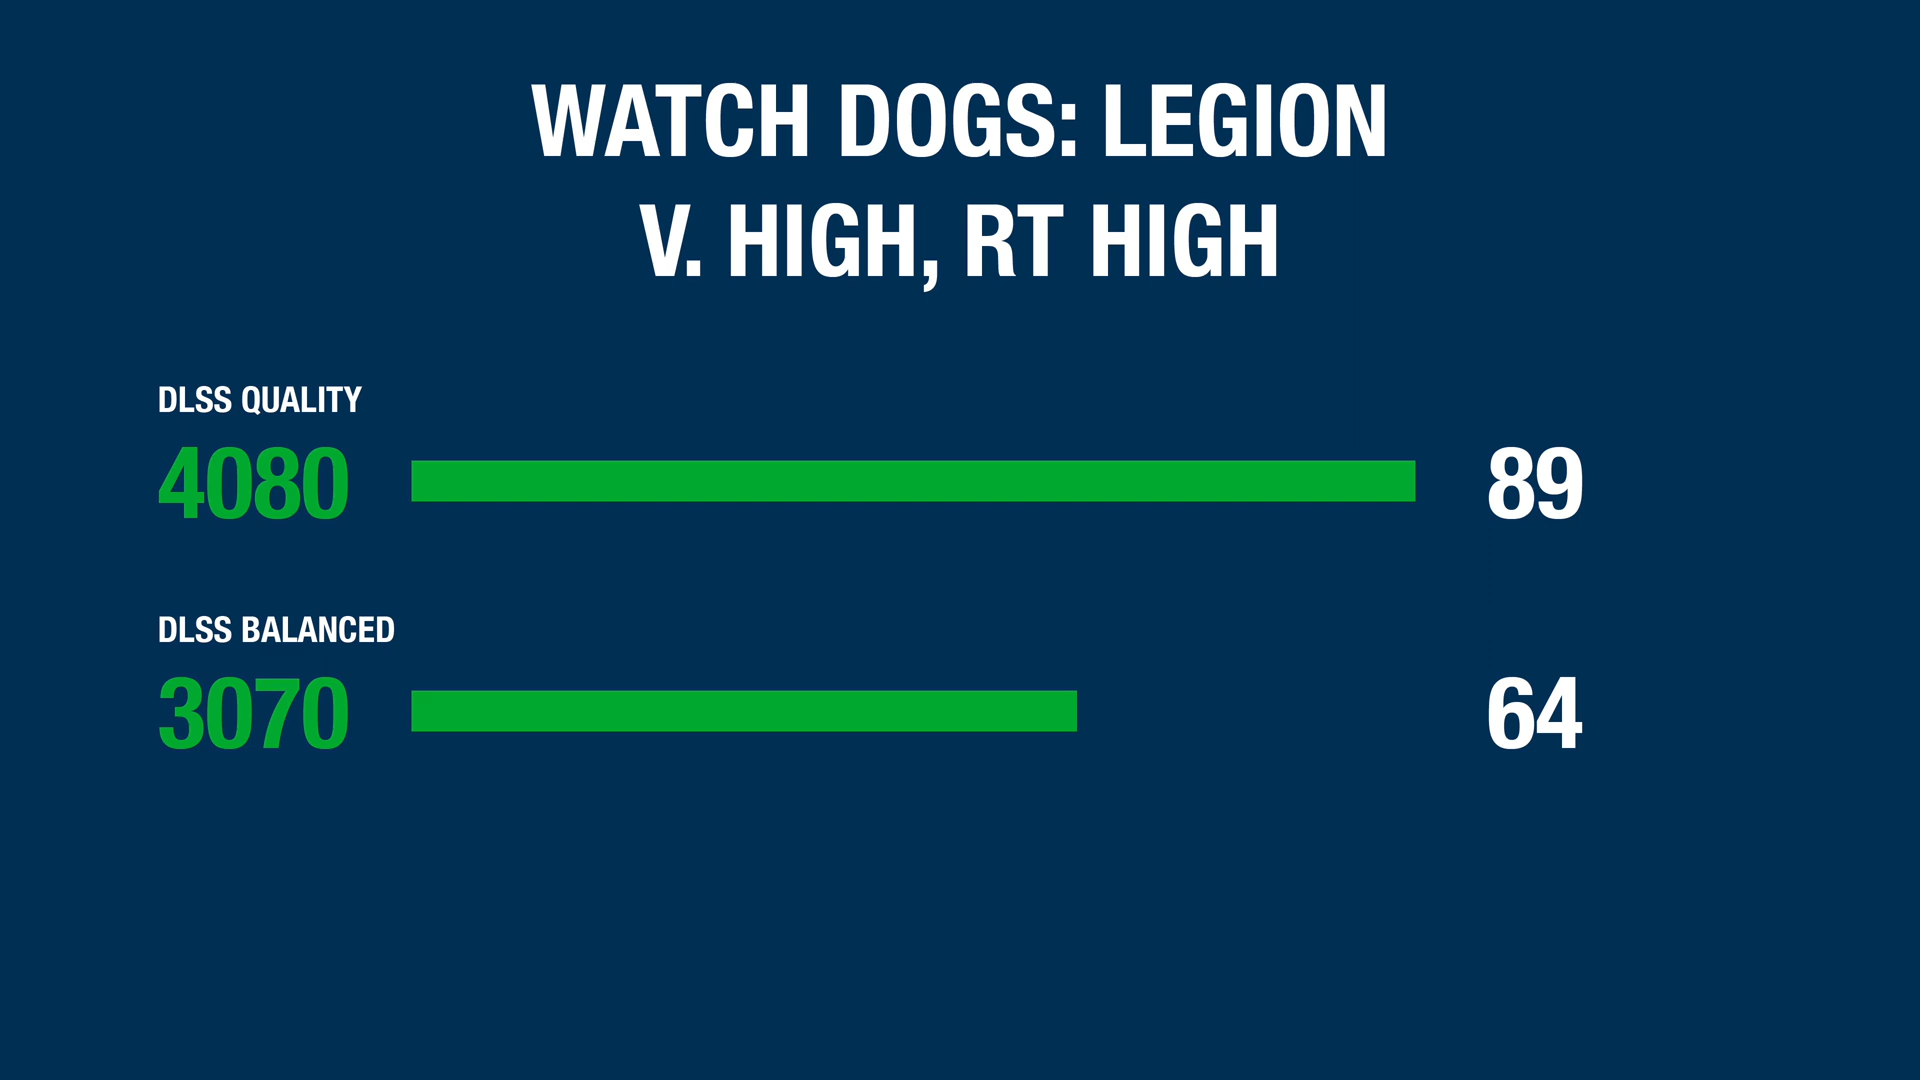 WATCH DOGS: LEGION
V. HIGH, RT HIGH
DLSS QUALITY
4080 89
DLSS BALANCED
3070 64